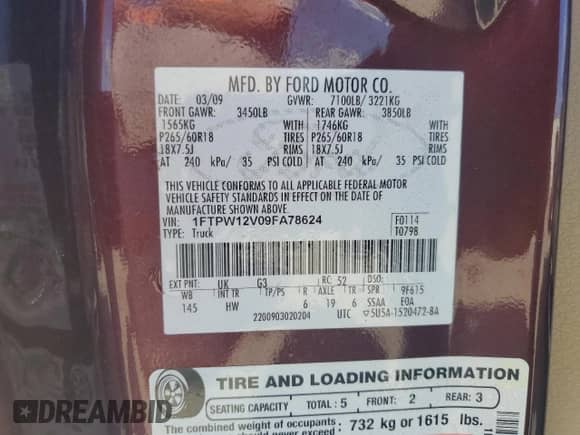 MFD. BY FORD MOTOR CO.
DATE: 03/09 GVWR: 7100LB/ 3221KG
FRONT GAWR: 3450LB REAR GAWR: 3850LB
1565KG WITH 1746KG WITH
P265/60R18 TIRES P265/60R18 TIRES
18X7.5J RIMS 18X7.5J RIMS
AT 240 kPa/ 35 PSI COLD AT 240 kPa/ 35 PSI COLD
THIS VEHICLE CONFORMS TO ALL APPLICABLE FEDERAL MOTOR
VEHICLE SAFETY STANDARDS IN EFFECT ON THE DATE OF
MANUFACTURE SHOWN ABOVE.
VIN: 1FTPW12V09FA78624 F0114
TYPE: Truck T0798
EXT PNT: UK G3 RC: 52 DSO:
WB INT TR TP/PS R AXLE TR SPR 9F615
145 HW 6 19 6 SSAA E0A
2200903020204 UTC ▽5U5A-1520472-BA
TIRE AND LOADING INFORMATION
SEATING CAPACITY TOTAL : 5 FRONT: 2 REAR: 3
The combined weight of occupants : 732 kg or 1615 lbs.
should never exceed
DREAMBID